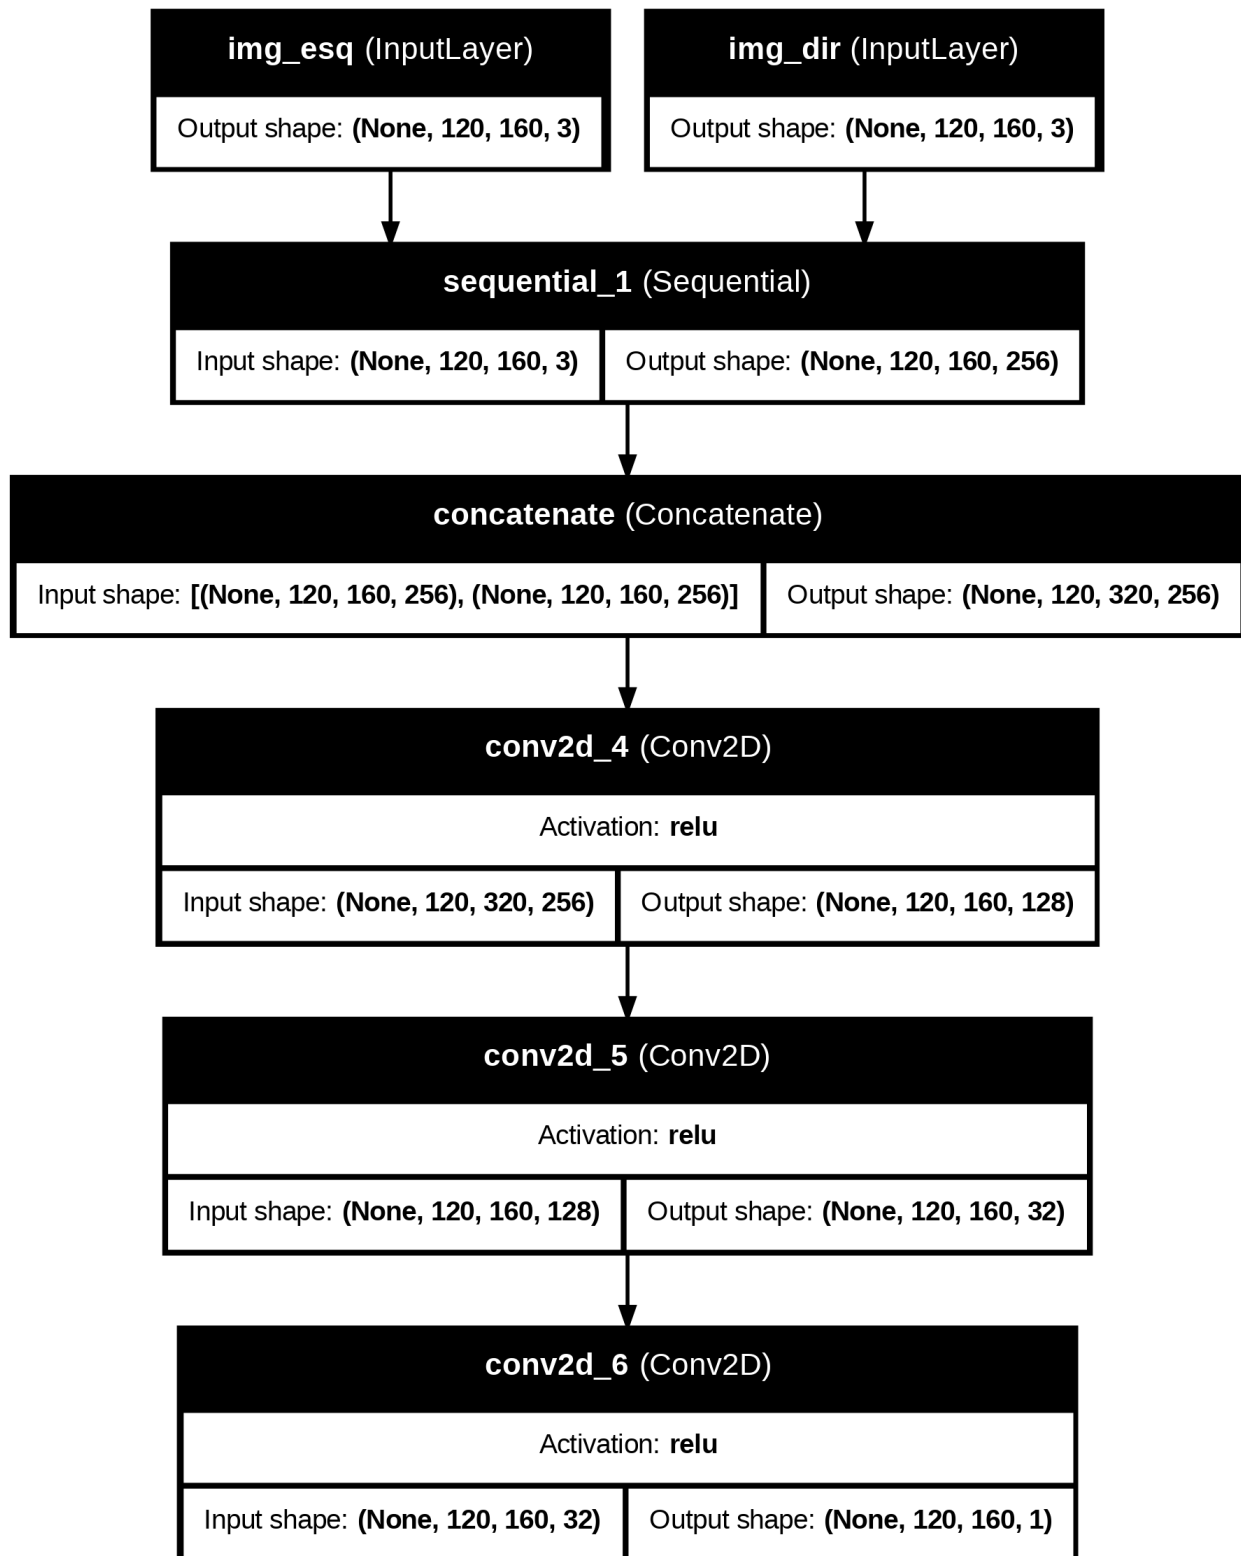 img_esq (InputLayer) img_dir (InputLayer)
Output shape: (None, 120, 160, 3) Output shape: (None, 120, 160, 3)
sequential_1 (Sequential)
Input shape: (None, 120, 160, 3) Output shape: (None, 120, 160, 256)
concatenate (Concatenate)
Input shape: [(None, 120, 160, 256), (None, 120, 160, 256)] Output shape: (None, 120, 320, 256)
conv2d_4 (Conv2D)
Activation: relu
Input shape: (None, 120, 320, 256) Output shape: (None, 120, 160, 128)
conv2d_5 (Conv2D)
Activation: relu
Input shape: (None, 120, 160, 128) Output shape: (None, 120, 160, 32)
conv2d_6 (Conv2D)
Activation: relu
Input shape: (None, 120, 160, 32) Output shape: (None, 120, 160, 1)